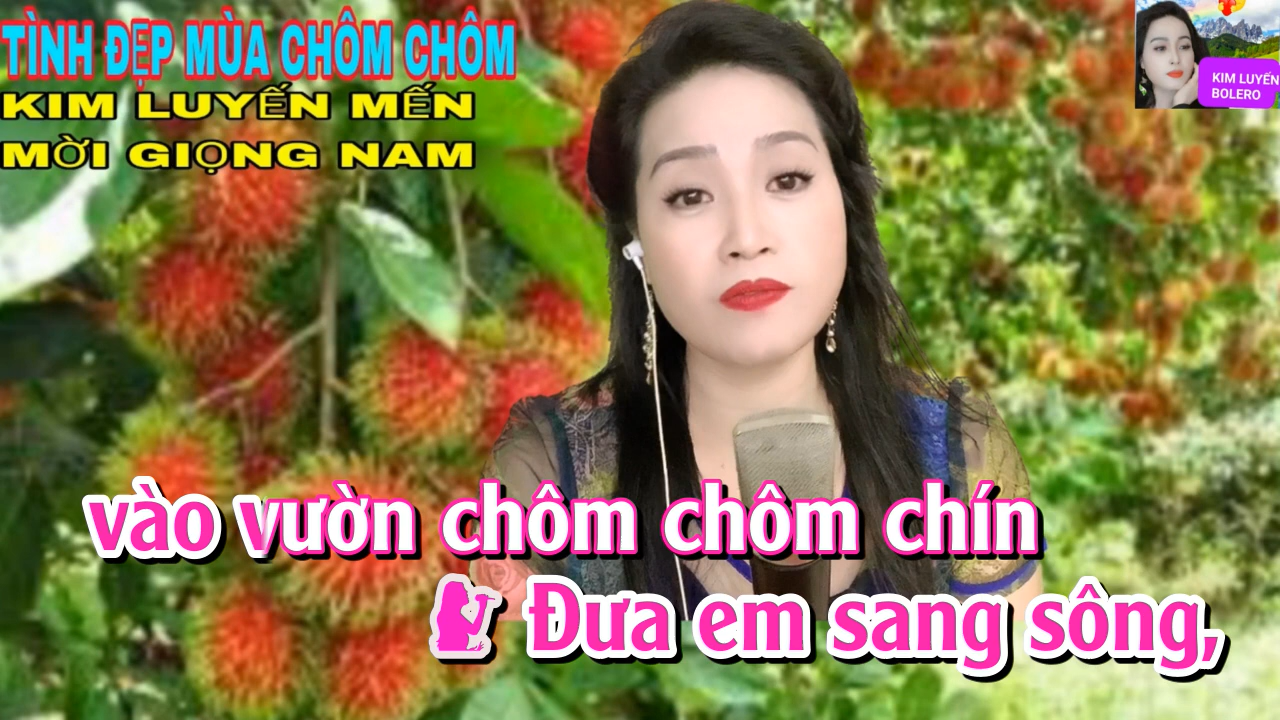 TÌNH ĐẸP MÙA CHÔM CHÔM
KIM LUYẾN MẾN
MỜI GIỌNG NAM
KIM LUYẾN
BOLERO
vào vườn chôm chôm chín
Đưa em sang sông,